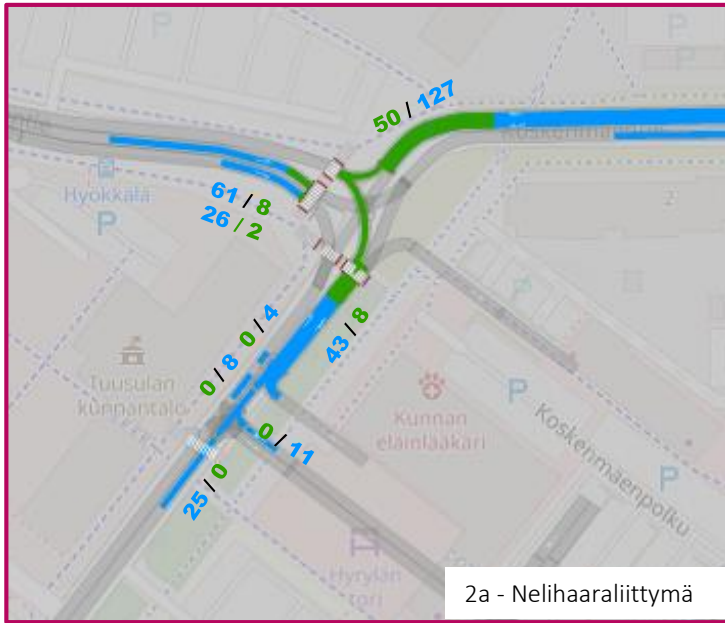 50 / 127
Hyökkälä
P
61 / 8
26 / 2
2
P
43 / 8
0 / 4
0 / 8
Tuusulan
kunnantalo
Kunnan
eläinlääkäri
P
Koskenmäenpolku
P
0 / 11
25 / 0
Hyrylän
tori
2a - Nelihaaraliittymä